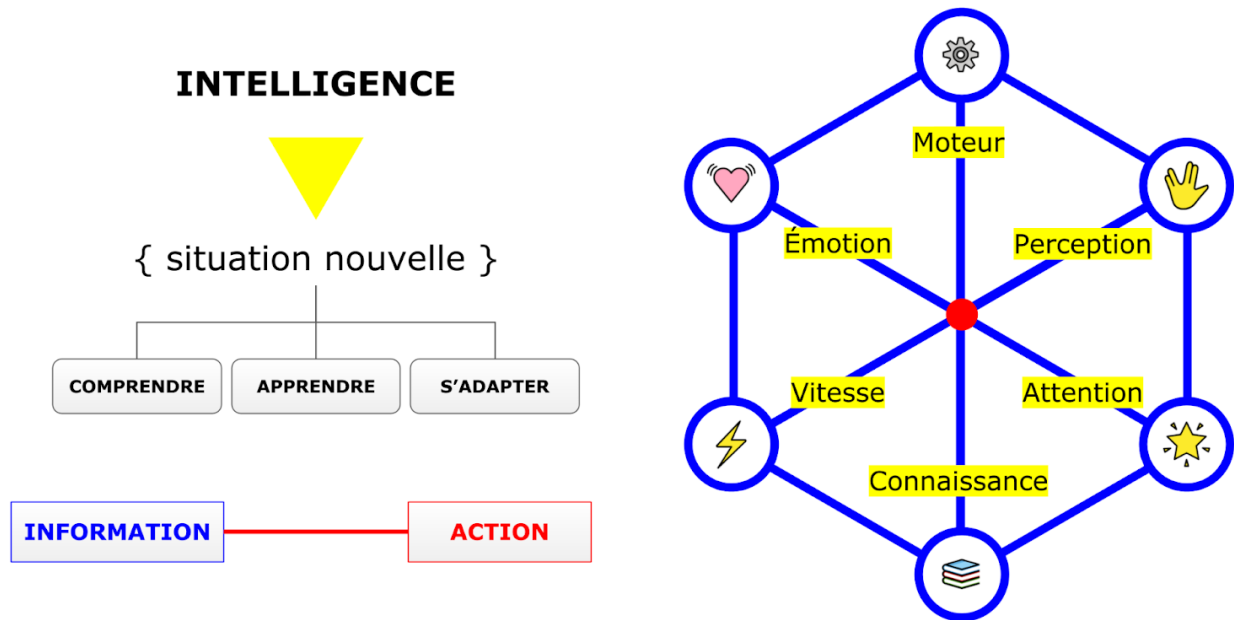 INTELLIGENCE
{ situation nouvelle }
COMPRENDRE
APPRENDRE
S’ADAPTER
INFORMATION
ACTION
Moteur
Émotion
Perception
Vitesse
Attention
Connaissance